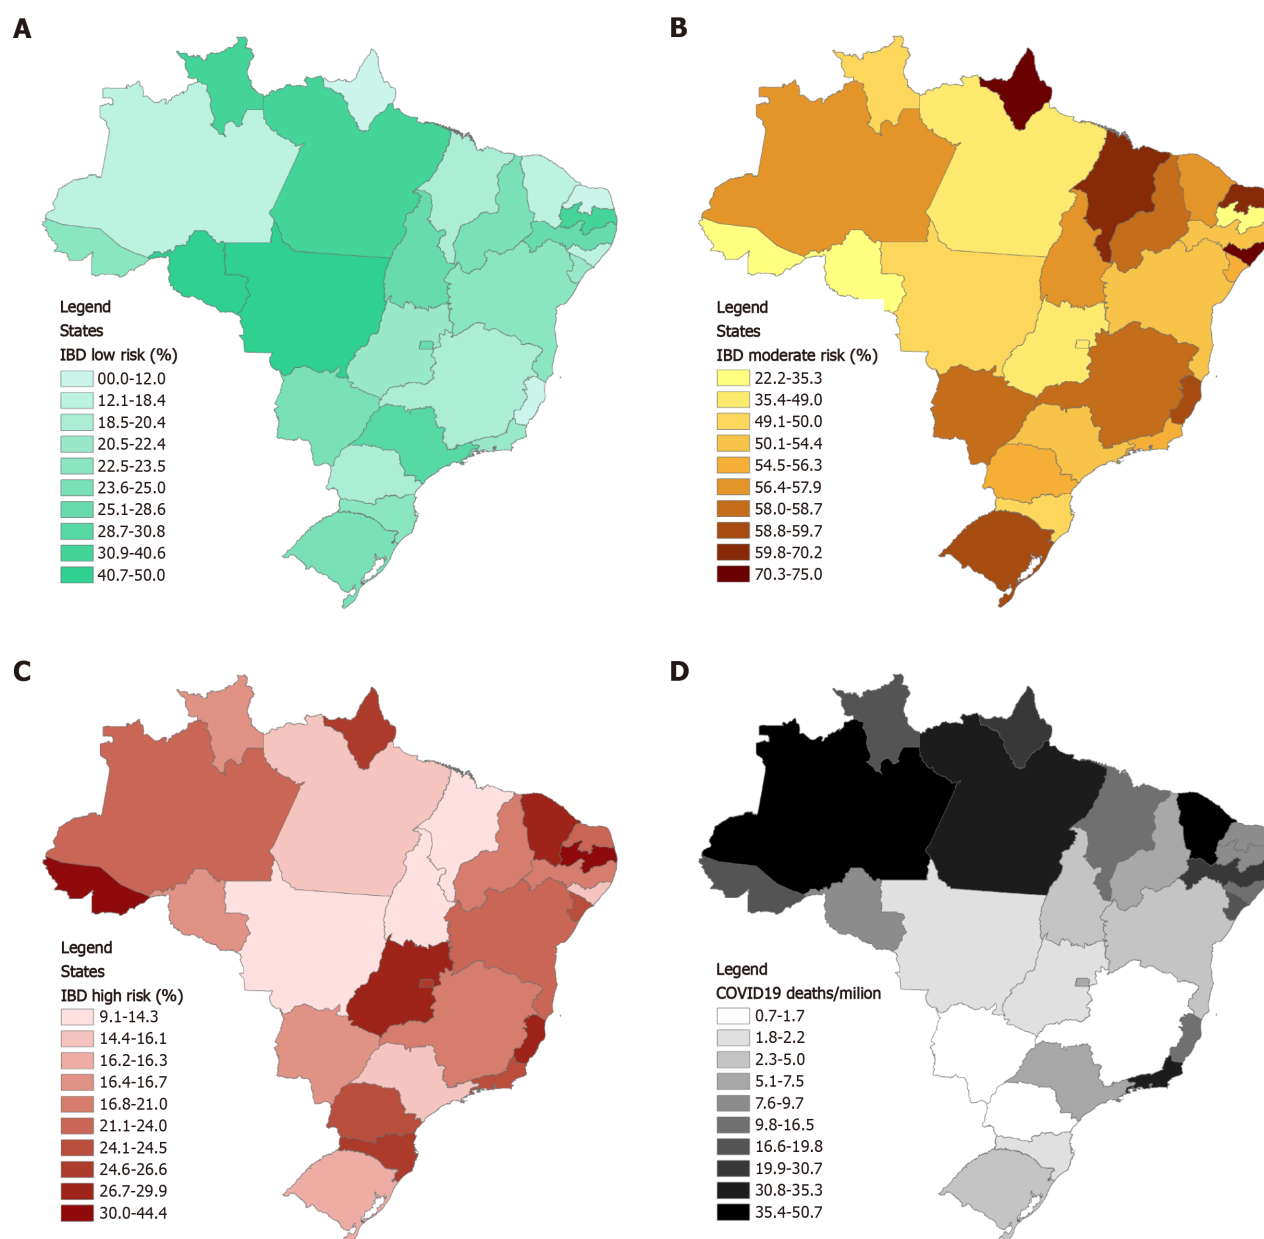 A
Legend
States
IBD low risk (%)
00.0-12.0
12.1-18.4
18.5-20.4
20.5-22.4
22.5-23.5
23.6-25.0
25.1-28.6
28.7-30.8
30.9-40.6
40.7-50.0
B
Legend
States
IBD moderate risk (%)
22.2-35.3
35.4-49.0
49.1-50.0
50.1-54.4
54.5-56.3
56.4-57.9
58.0-58.7
58.8-59.7
59.8-70.2
70.3-75.0
C
Legend
States
IBD high risk (%)
9.1-14.3
14.4-16.1
16.2-16.3
16.4-16.7
16.8-21.0
21.1-24.0
24.1-24.5
24.6-26.6
26.7-29.9
30.0-44.4
D
Legend
COVID19 deaths/milion
0.7-1.7
1.8-2.2
2.3-5.0
5.1-7.5
7.6-9.7
9.8-16.5
16.6-19.8
19.9-30.7
30.8-35.3
35.4-50.7